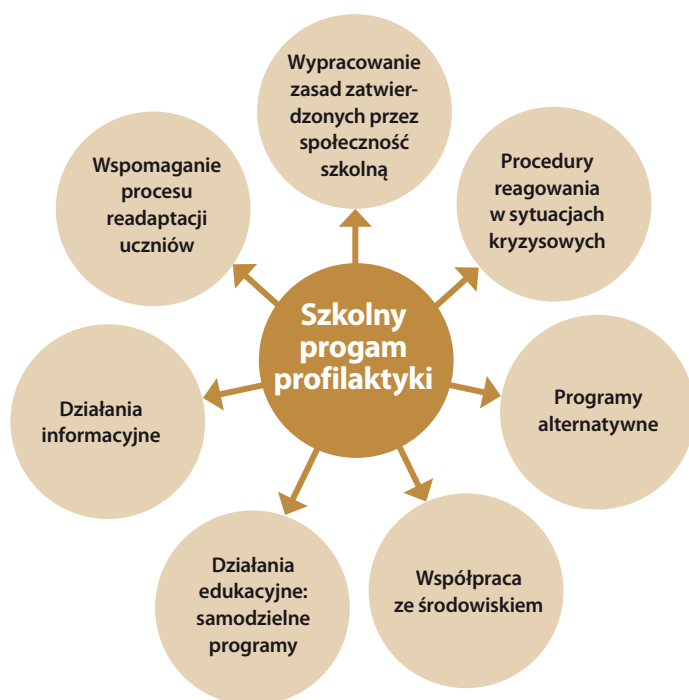 Wypracowanie
zasad zatwier-
dzonych przez
społeczność
szkolną
Procedury
reagowania
w sytuacjach
kryzysowych
Programy
alternatywne
Współpraca
ze środowiskiem
Działania
edukacyjne:
samodzielne
programy
Działania
informacyjne
Wspomaganie
procesu
readaptacji
uczniów
Szkolny
progam
profilaktyki